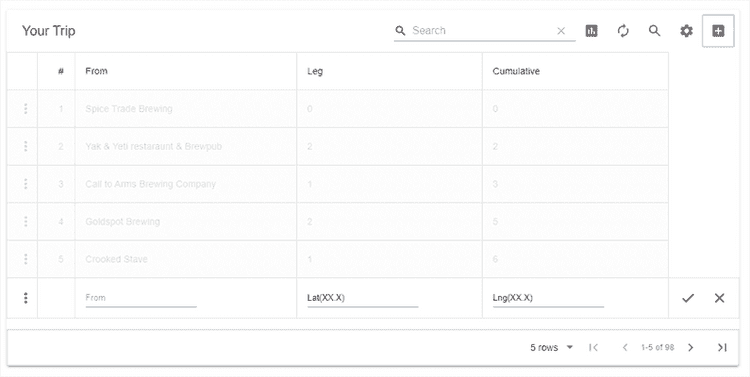 Your Trip
Search
# From Leg Cumulative
1 Spice Trade Brewing 0 0
2 Yak & Yeti restaraunt & Brewpub 2 2
3 Call to Arms Brewing Company 1 3
4 Goldspot Brewing 2 5
5 Crooked Stave 1 6
From Lat(XX.X) Lng(XX.X)
5 rows 1-5 of 98